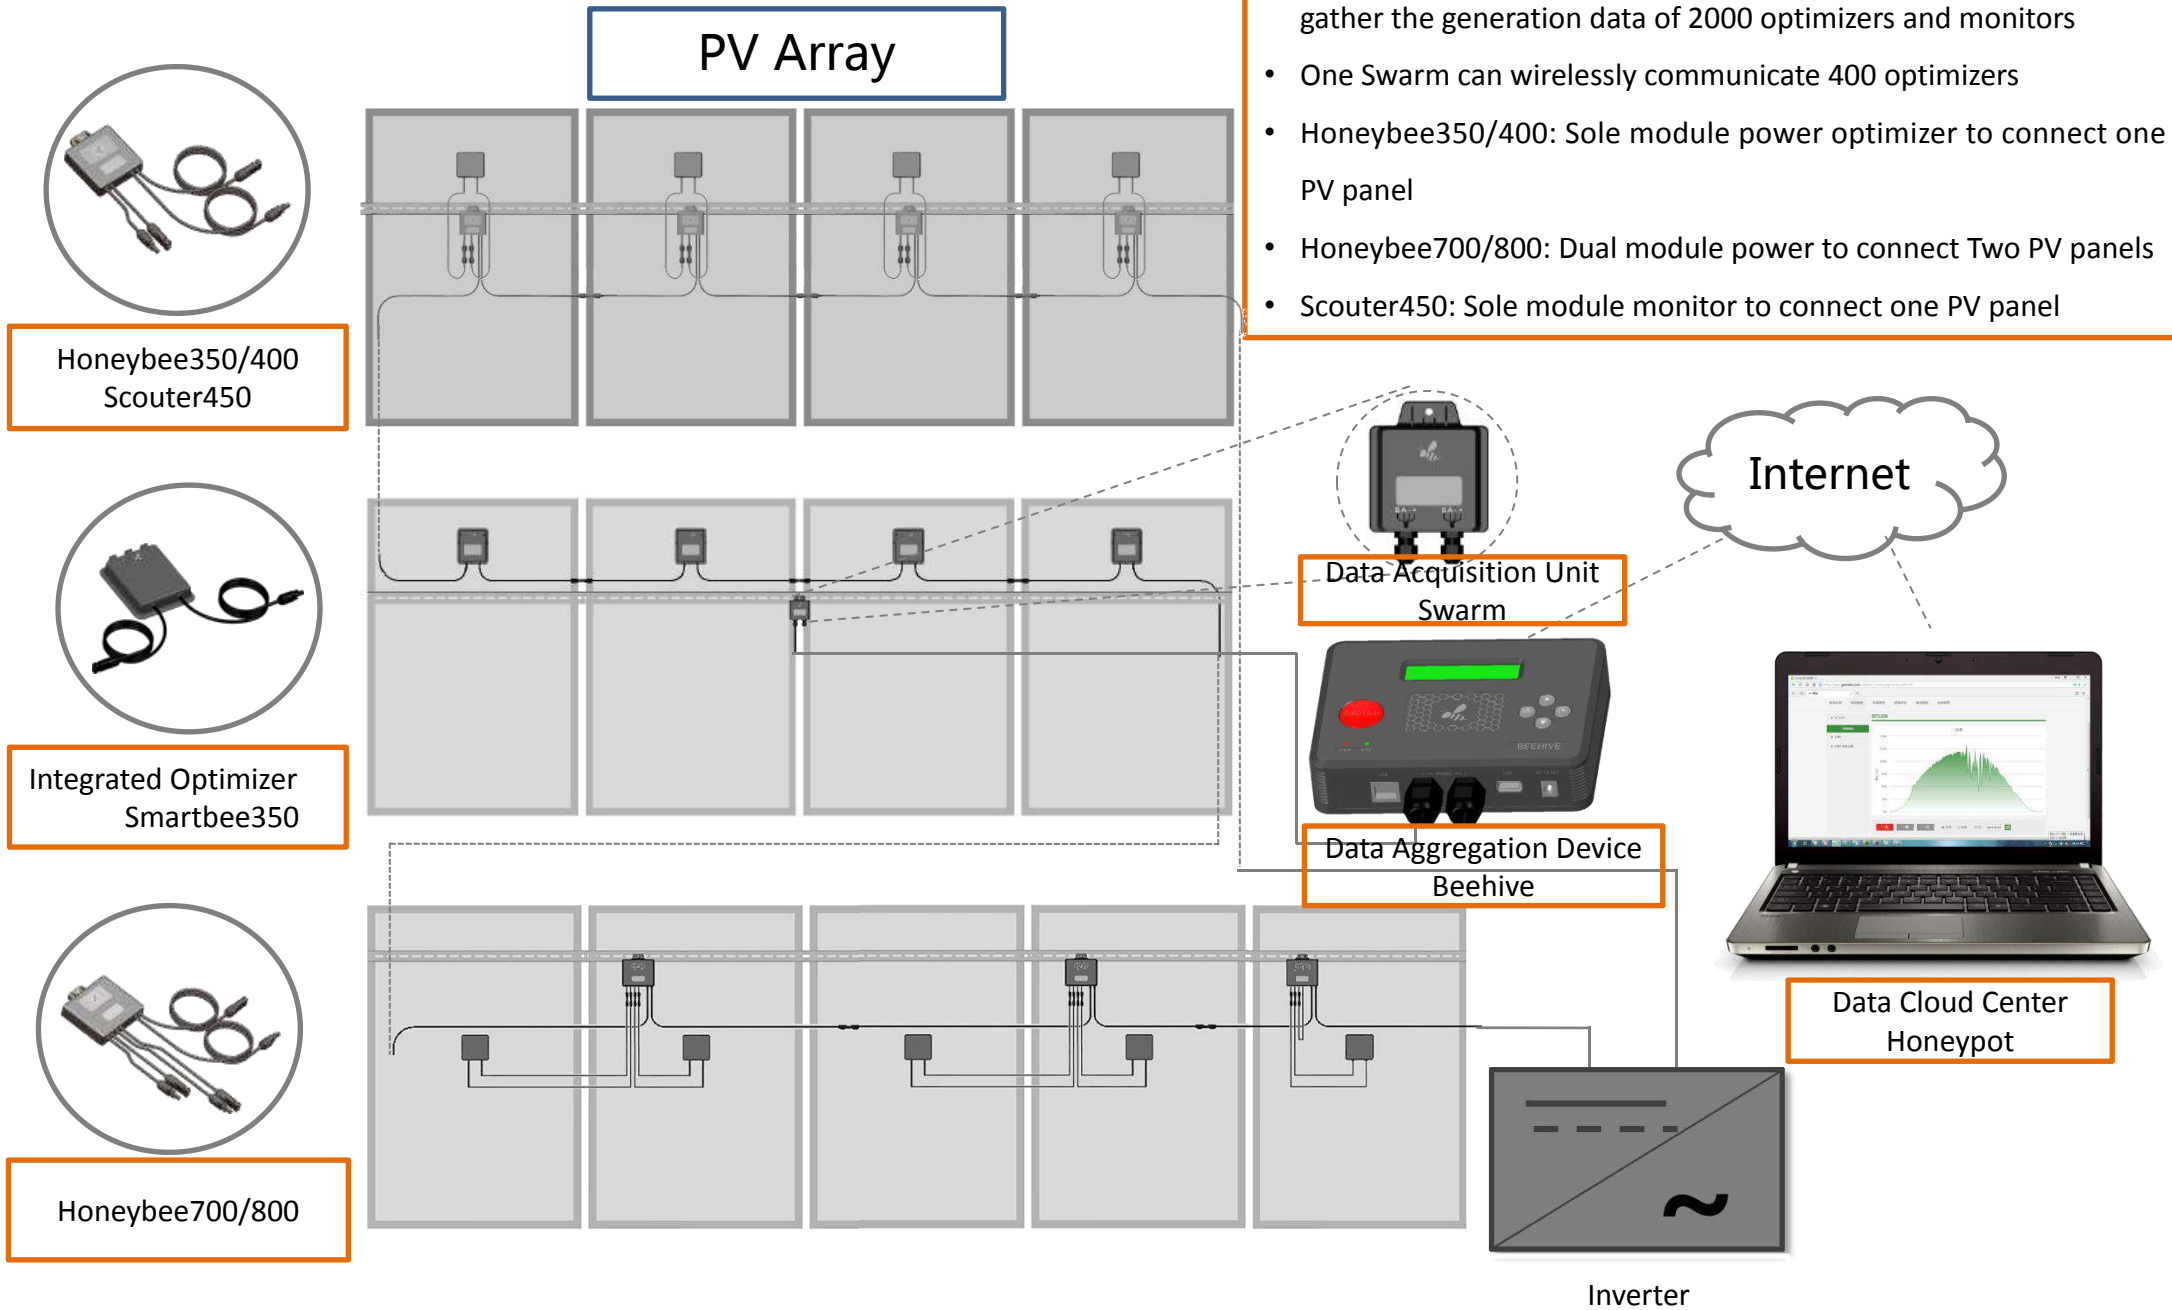 PV Array
gather the generation data of 2000 optimizers and monitors
• One Swarm can wirelessly communicate 400 optimizers
• Honeybee350/400: Sole module power optimizer to connect one
PV panel
• Honeybee700/800: Dual module power to connect Two PV panels
• Scouter450: Sole module monitor to connect one PV panel
Honeybee350/400
Scouter450
Internet
Data Acquisition Unit
Swarm
BEEHIVE
Integrated Optimizer
Smartbee350
Data Aggregation Device
Beehive
Data Cloud Center
Honeypot
Honeybee700/800
Inverter